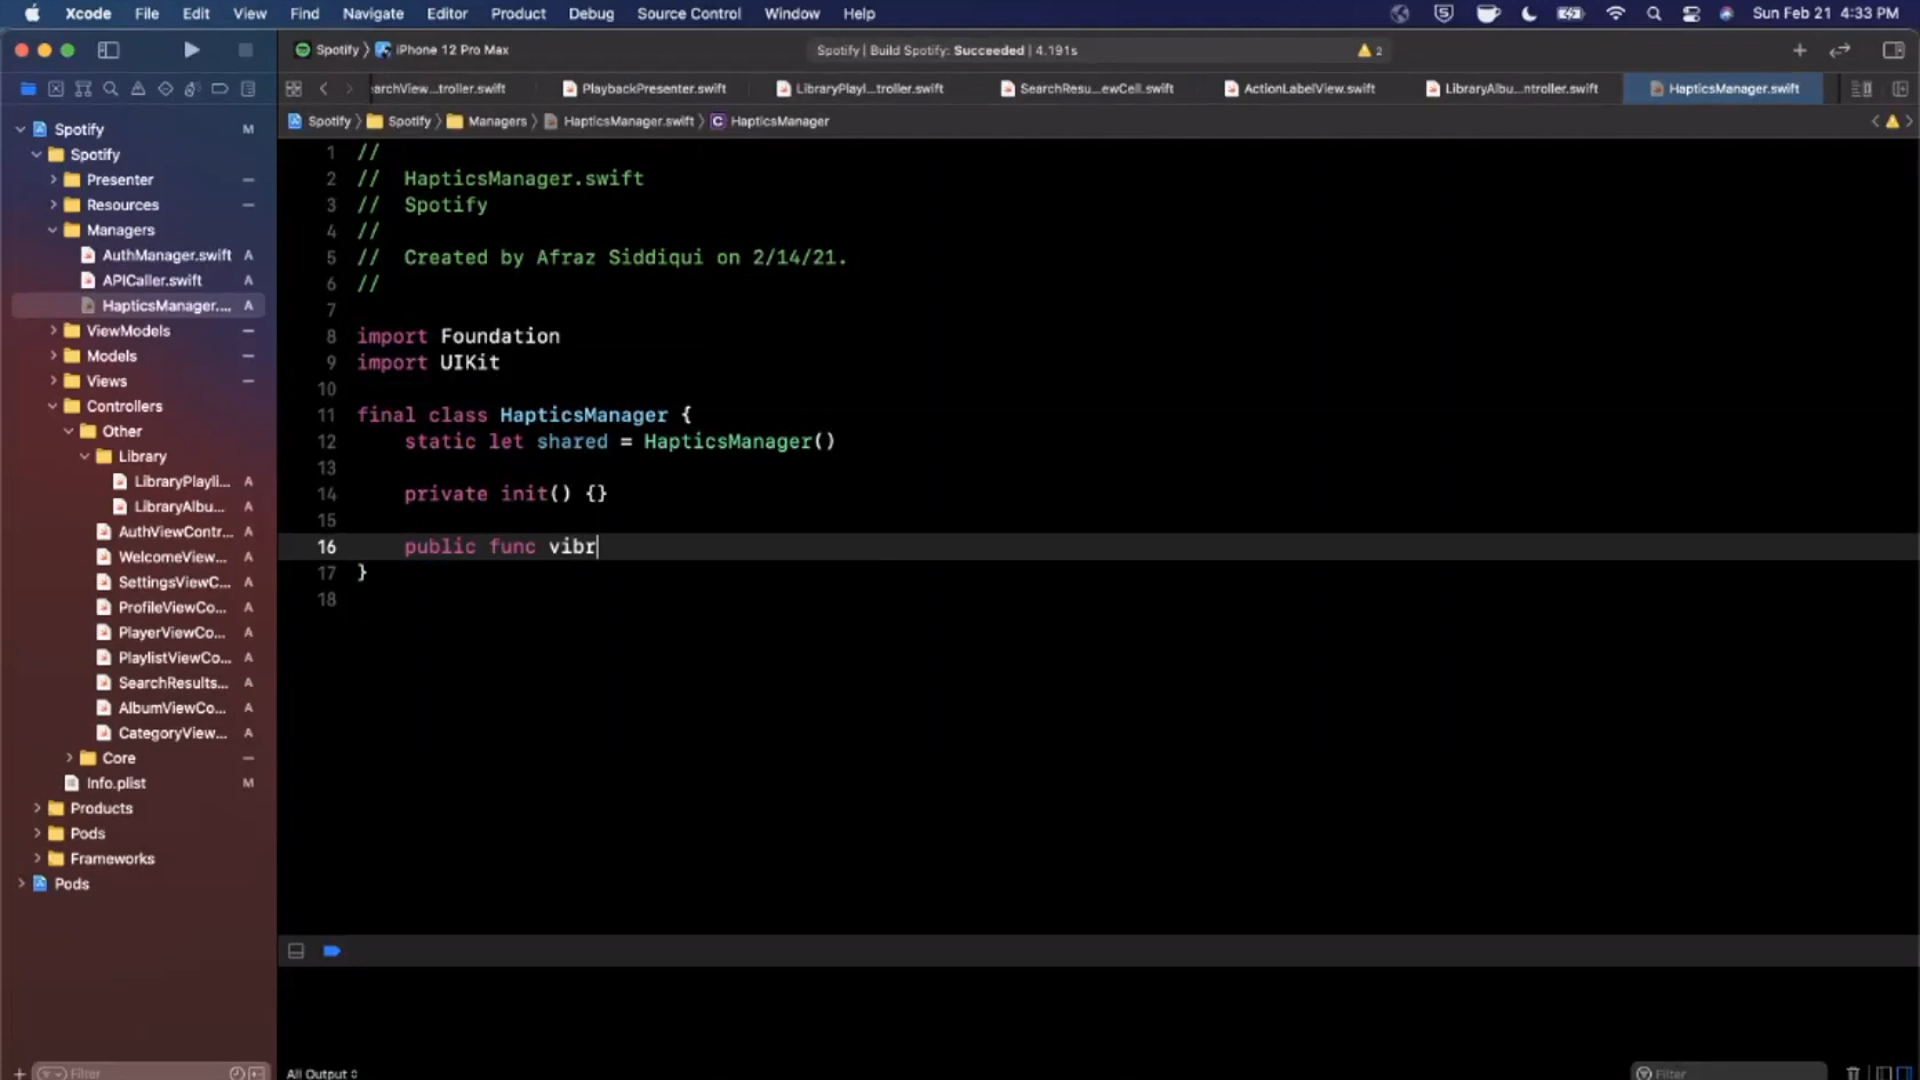 Xcode File Edit View Find Navigate Editor Product Debug Source Control Window Help Sun Feb 21 4:33 PM
Spotify iPhone 12 Pro Max Spotify | Build Spotify: Succeeded | 4.191s 2
archView...troller.swift PlaybackPresenter.swift LibraryPlayl...troller.swift SearchResu...ewCell.swift ActionLabelView.swift LibraryAlbu...ntroller.swift HapticsManager.swift
Spotify Spotify Managers HapticsManager.swift C HapticsManager
Spotify M
Spotify
Presenter
Resources
Managers
AuthManager.swift A
APICaller.swift A
HapticsManager.... A
ViewModels
Models
Views
Controllers
Other
Library
LibraryPlayli... A
LibraryAlbu... A
AuthViewContr... A
WelcomeView... A
SettingsViewC... A
ProfileViewCo... A
PlayerViewCo... A
PlaylistViewCo... A
SearchResults... A
AlbumViewCo... A
CategoryView... A
Core
Info.plist M
Products
Pods
Frameworks
Pods
Filter
1 //
2 // HapticsManager.swift
3 // Spotify
4 //
5 // Created by Afraz Siddiqui on 2/14/21.
6 //
7
8 import Foundation
9 import UIKit
10
11 final class HapticsManager {
12 static let shared = HapticsManager()
13
14 private init() {}
15
16 public func vibr
17 }
18
All Output Filter